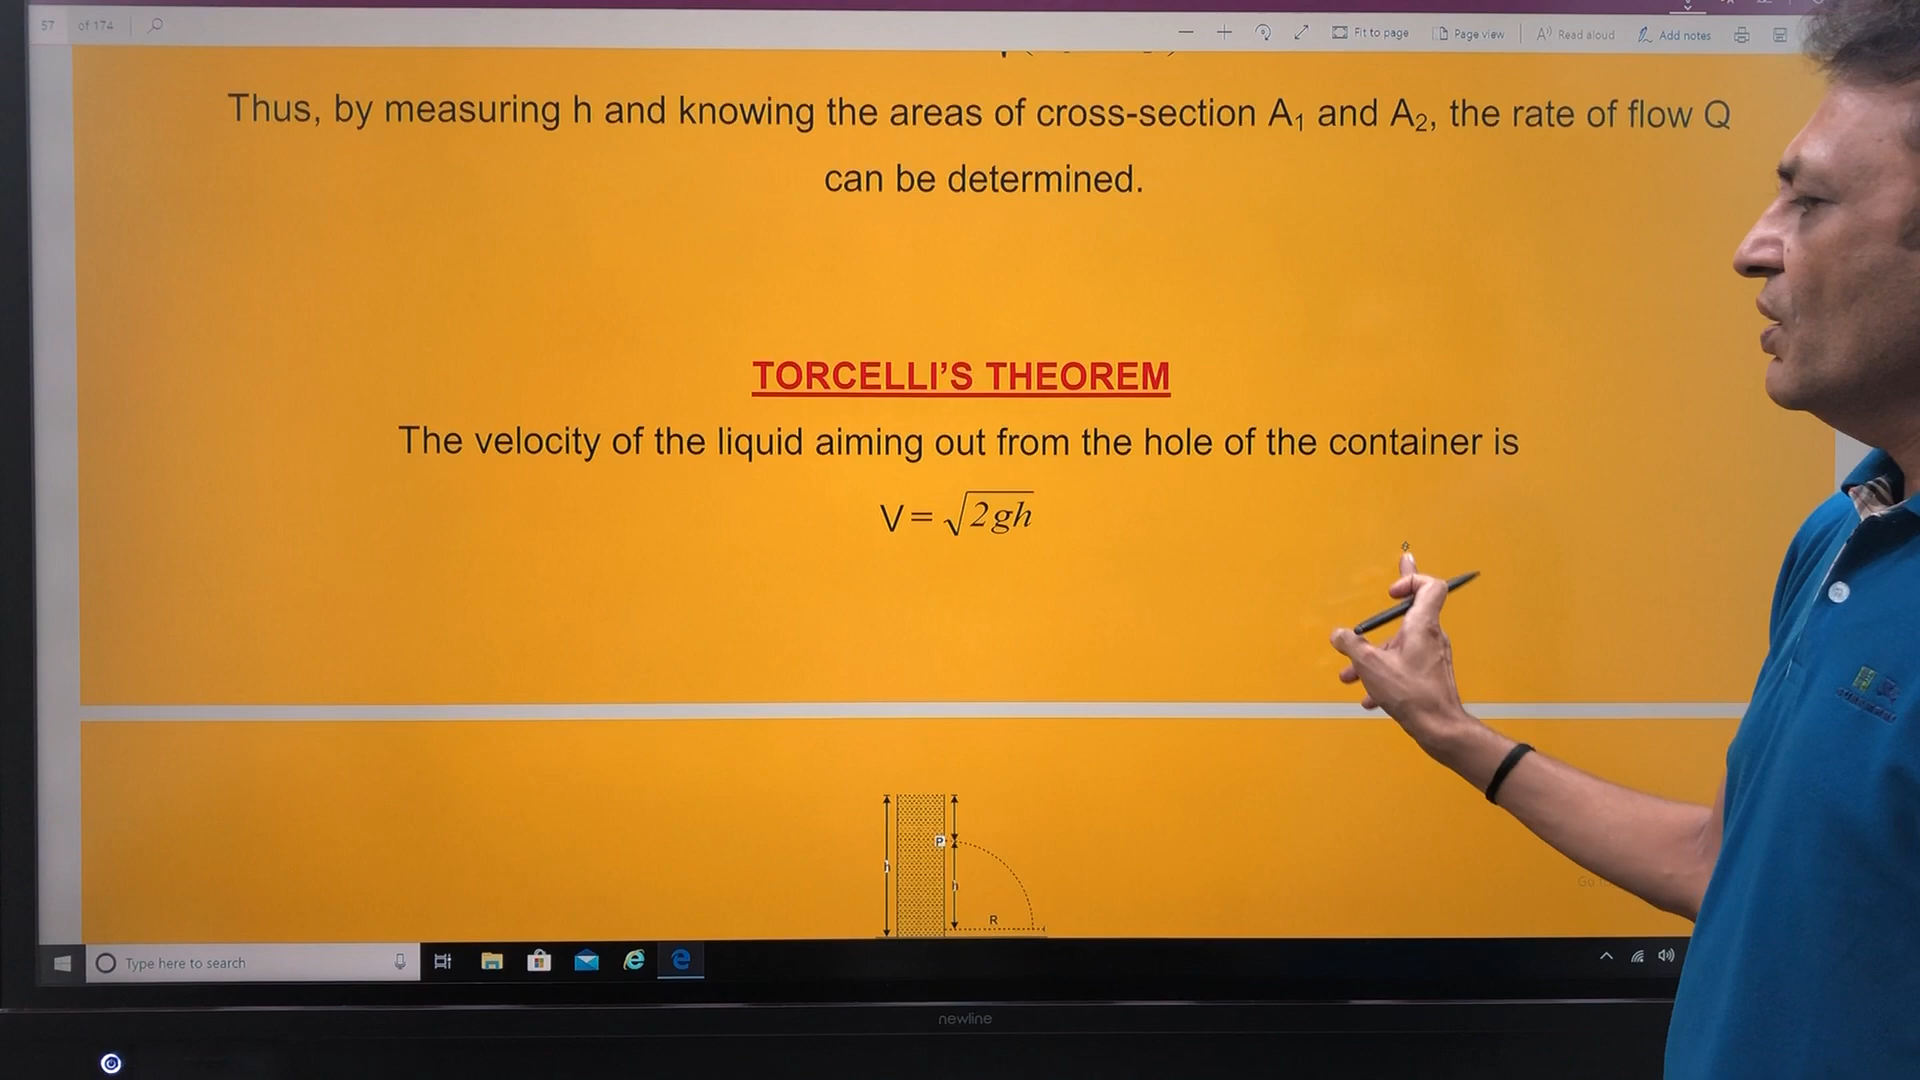 57 of 174
Fit to page
Page view
Read aloud
Add notes
Thus, by measuring h and knowing the areas of cross-section A₁ and A₂, the rate of flow Q
can be determined.
TORCELLI'S THEOREM
The velocity of the liquid aiming out from the hole of the container is
V = √2gh
P
h
h
R
Type here to search
newline